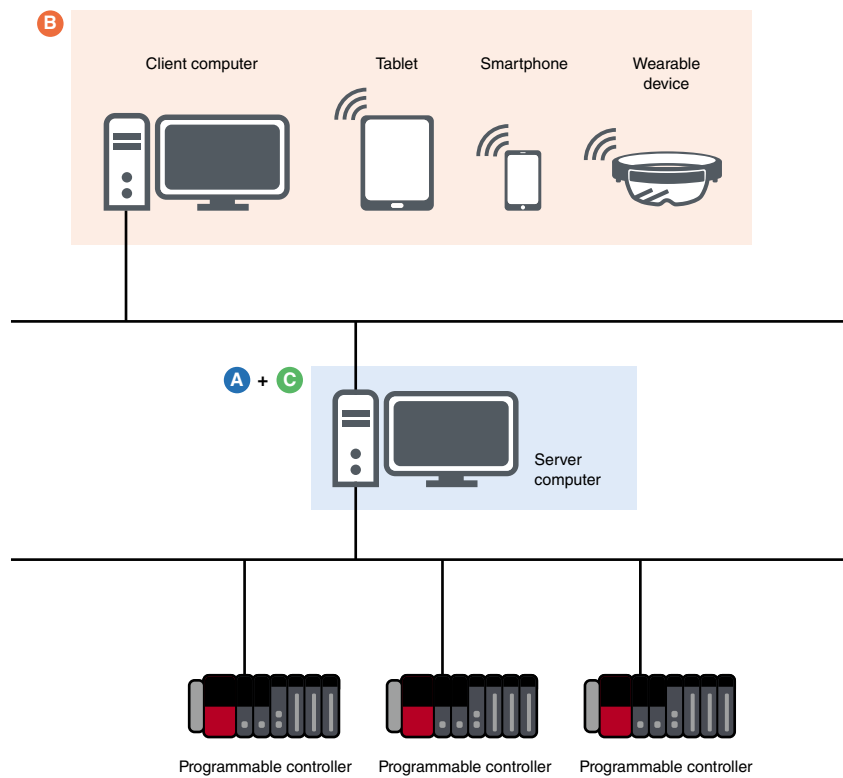 B
Client computer
Tablet
Smartphone
Wearable
device
A + C
Server
computer
Programmable controller
Programmable controller
Programmable controller